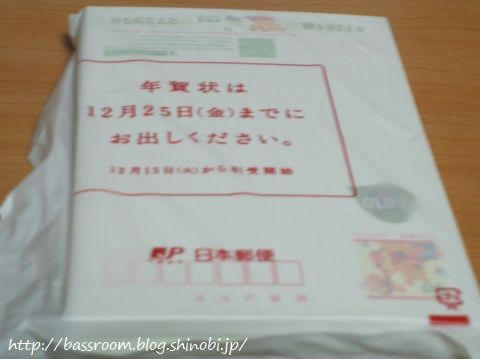 年賀状は
12月25日(金)までに
お出しください。
12月15日(火)から引受開始
JP 日本郵便
http://bassroom.blog.shinobi.jp/